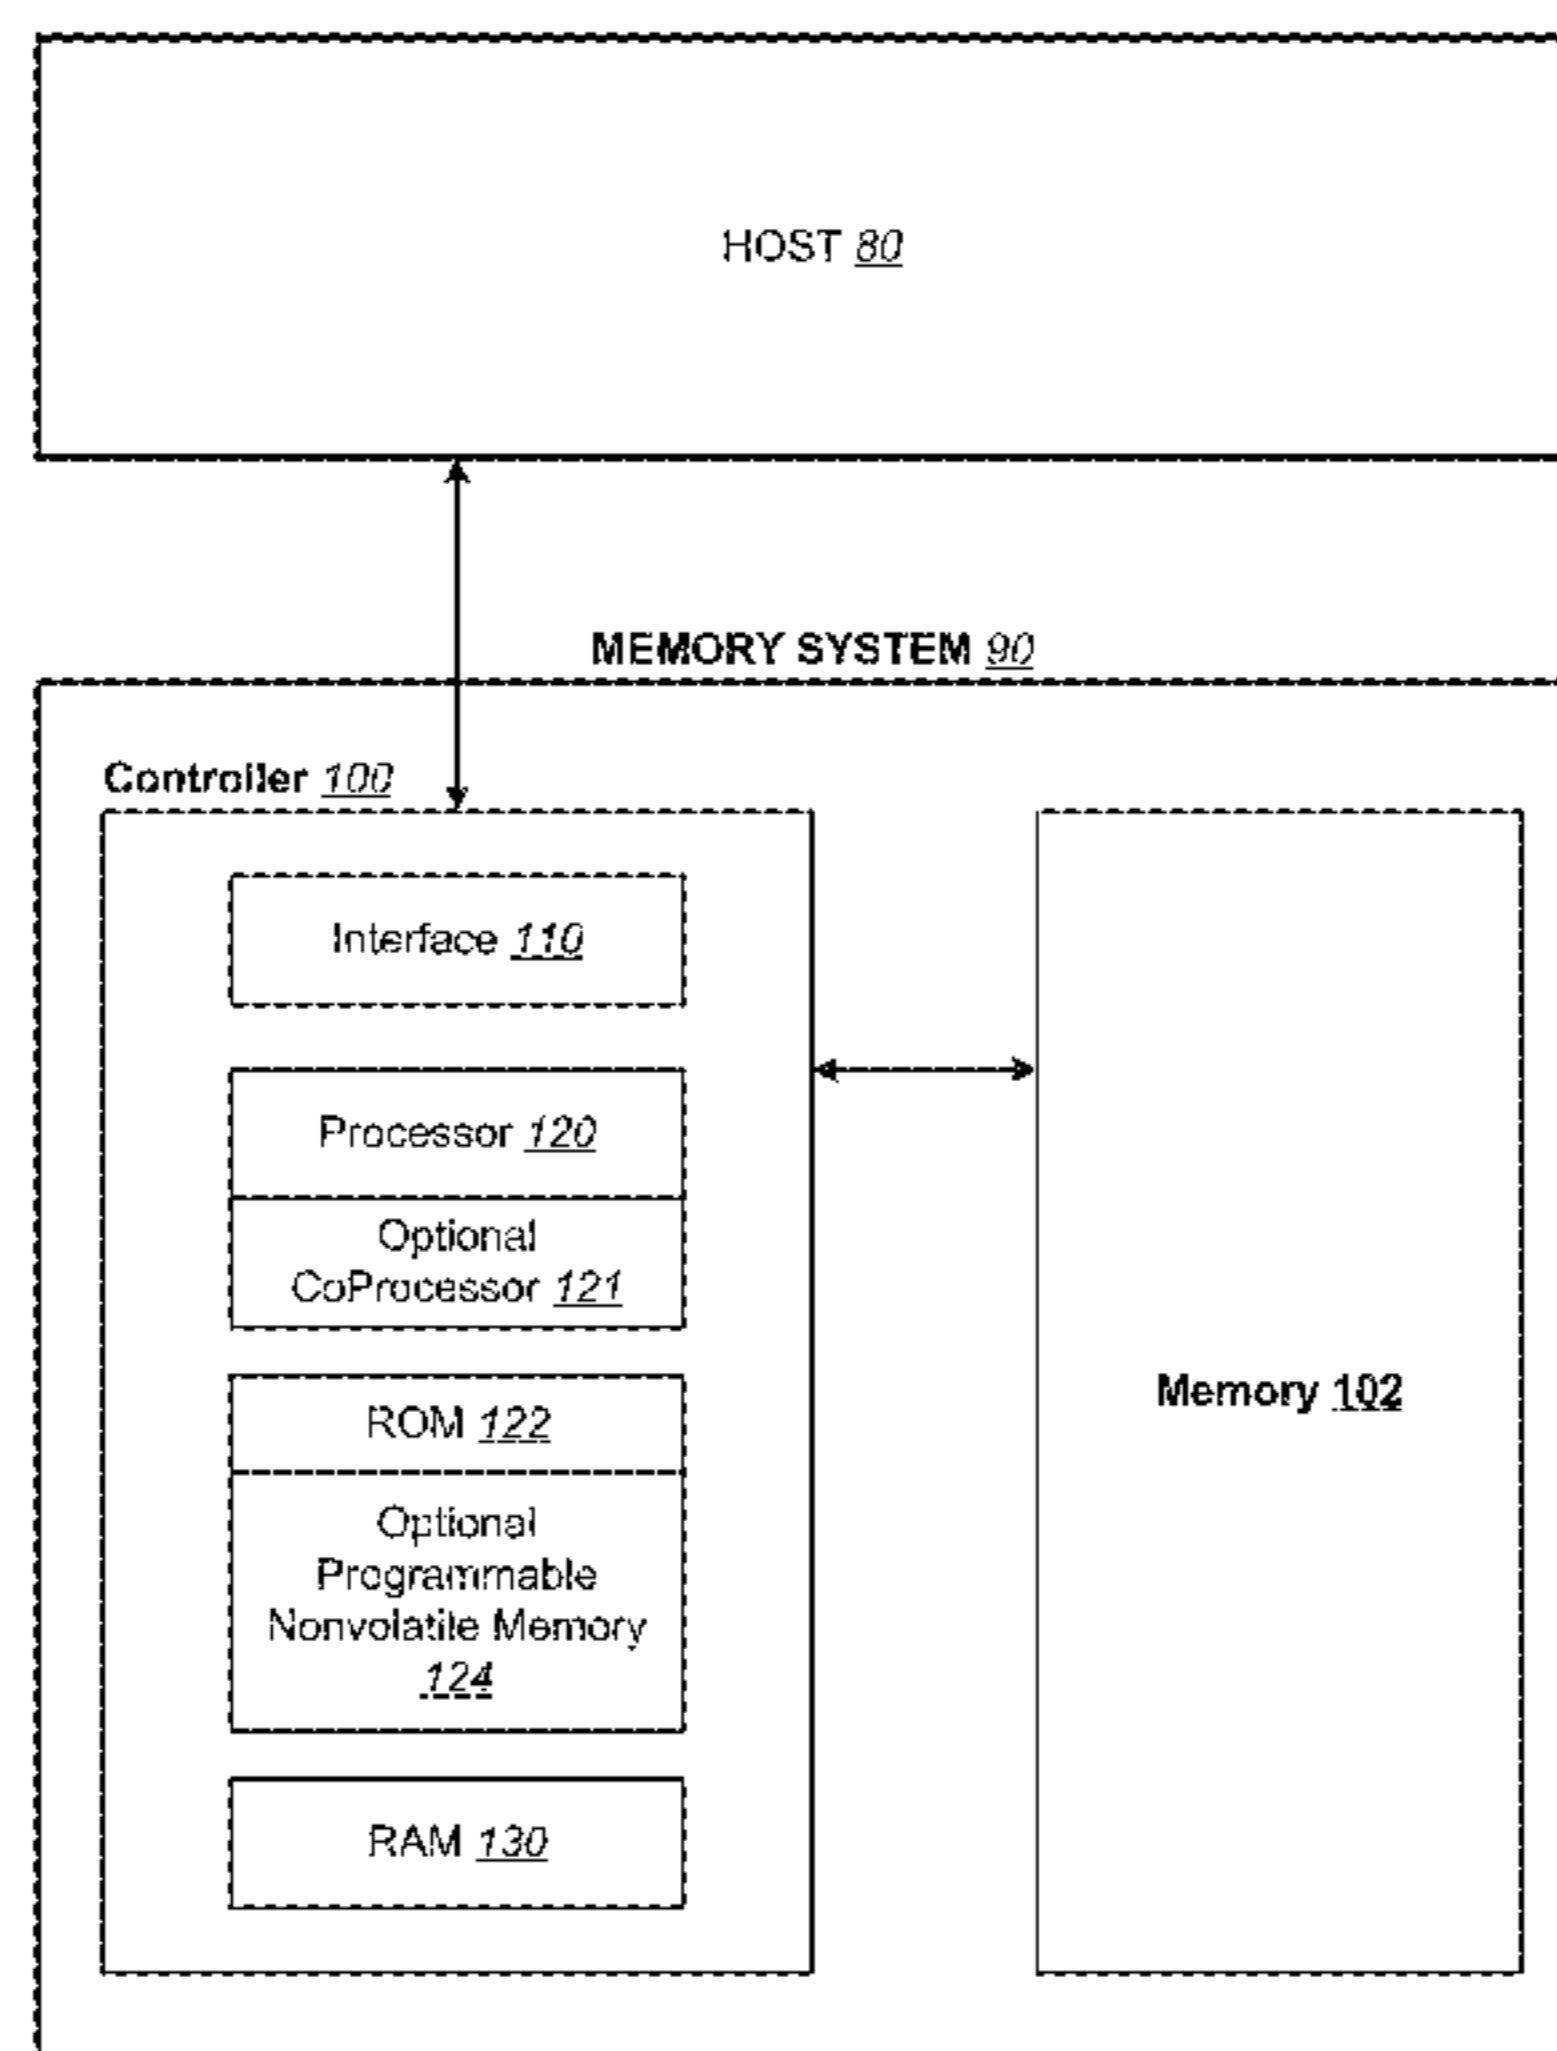 HOST 80
MEMORY SYSTEM 90
Controller 100
Interface 110
Processor 120
Optional
CoProcessor 121
ROM 122
Optional
Programmable
Nonvolatile Memory
124
RAM 130
Memory 102